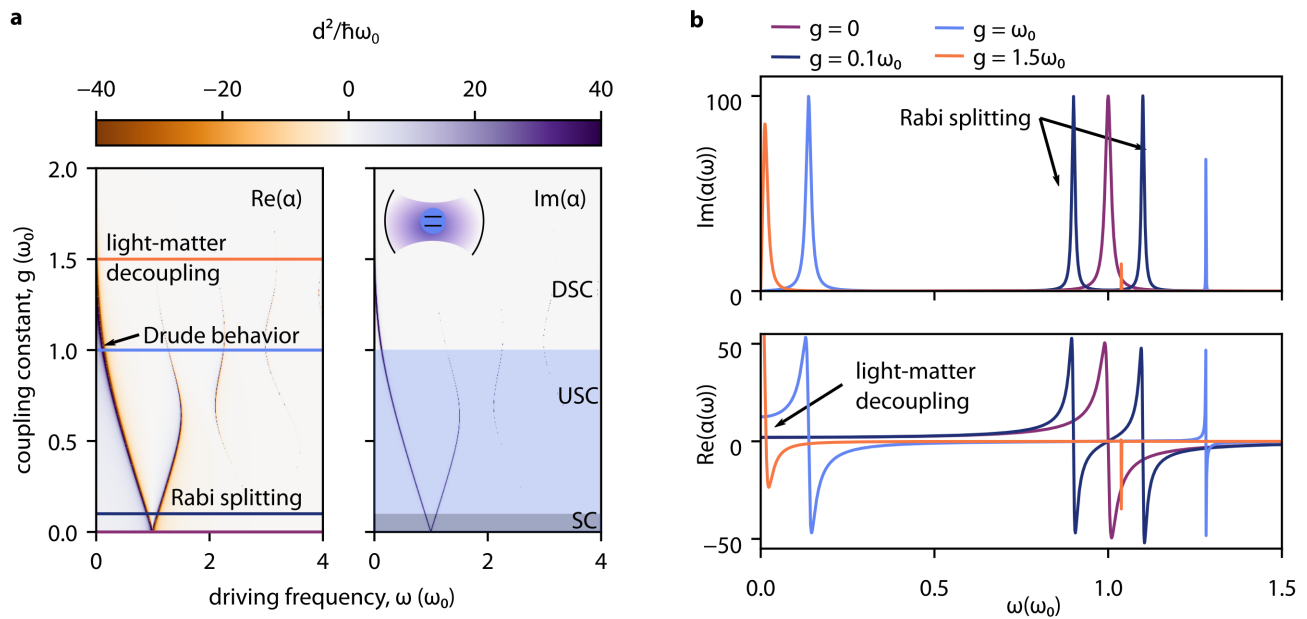 a
d²/ħω₀
−40 −20 0 20 40
coupling constant, g (ω₀)
2.0
1.5
1.0
0.5
0.0
Re(α)
light-matter
decoupling
Drude behavior
Rabi splitting
0 2 4
Im(α)
DSC
USC
SC
0 2 4
driving frequency, ω (ω₀)
b
g = 0
g = 0.1ω₀
g = ω₀
g = 1.5ω₀
Im(α(ω))
100
0
Rabi splitting
Re(α(ω))
50
0
−50
light-matter
decoupling
0.0 0.5 1.0 1.5
ω(ω₀)